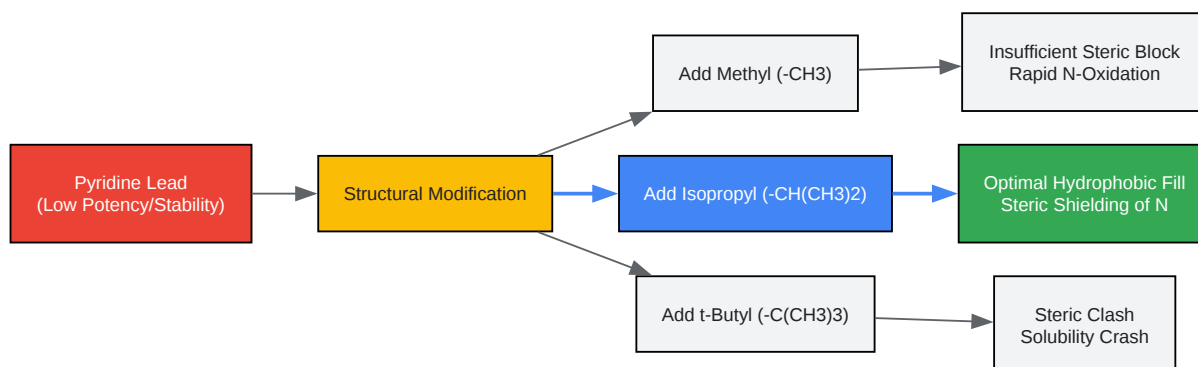 Pyridine Lead
(Low Potency/Stability)
Structural Modification
Add Methyl (-CH3)
Insufficient Steric Block
Rapid N-Oxidation
Add Isopropyl (-CH(CH3)2)
Optimal Hydrophobic Fill
Steric Shielding of N
Add t-Butyl (-C(CH3)3)
Steric Clash
Solubility Crash